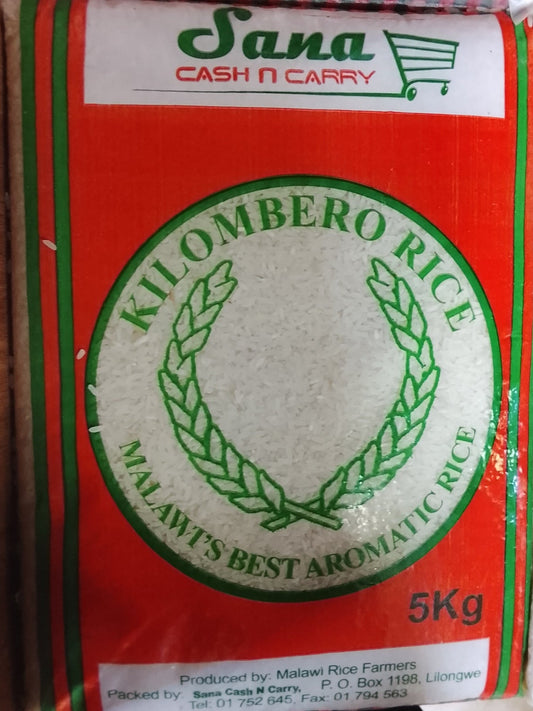 Sana
CASH N CARRY
KILOMBERO RICE
MALAWI'S BEST AROMATIC RICE
5Kg
Produced by: Malawi Rice Farmers
Packed by: Sana Cash N Carry, P. O. Box 1198, Lilongwe
Tel: 01 752 645, Fax: 01 794 563